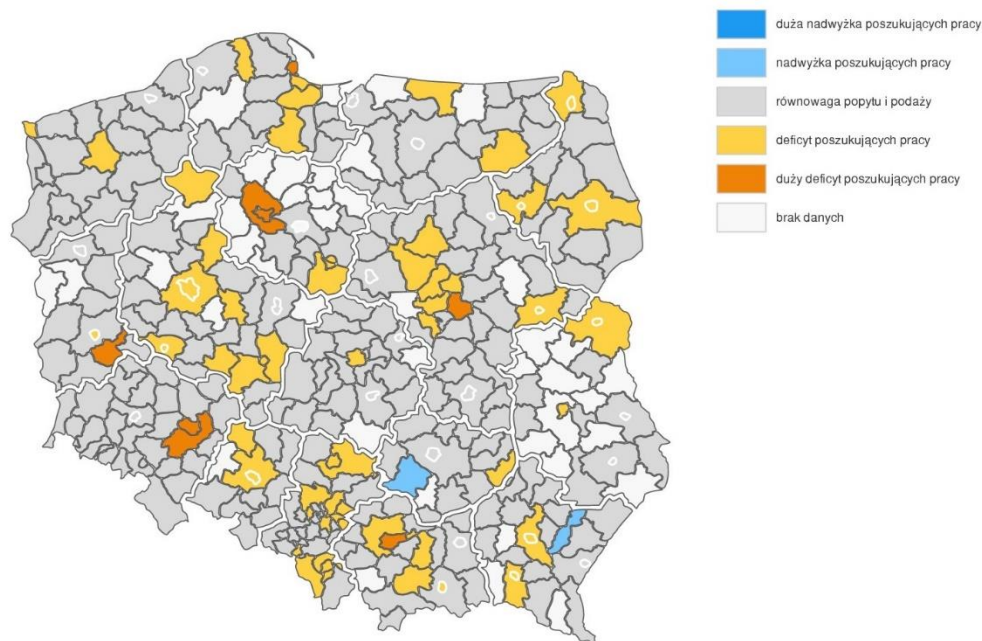 duża nadwyżka poszukujących pracy
nadwyżka poszukujących pracy
równowaga popytu i podaży
deficyt poszukujących pracy
duży deficyt poszukujących pracy
brak danych